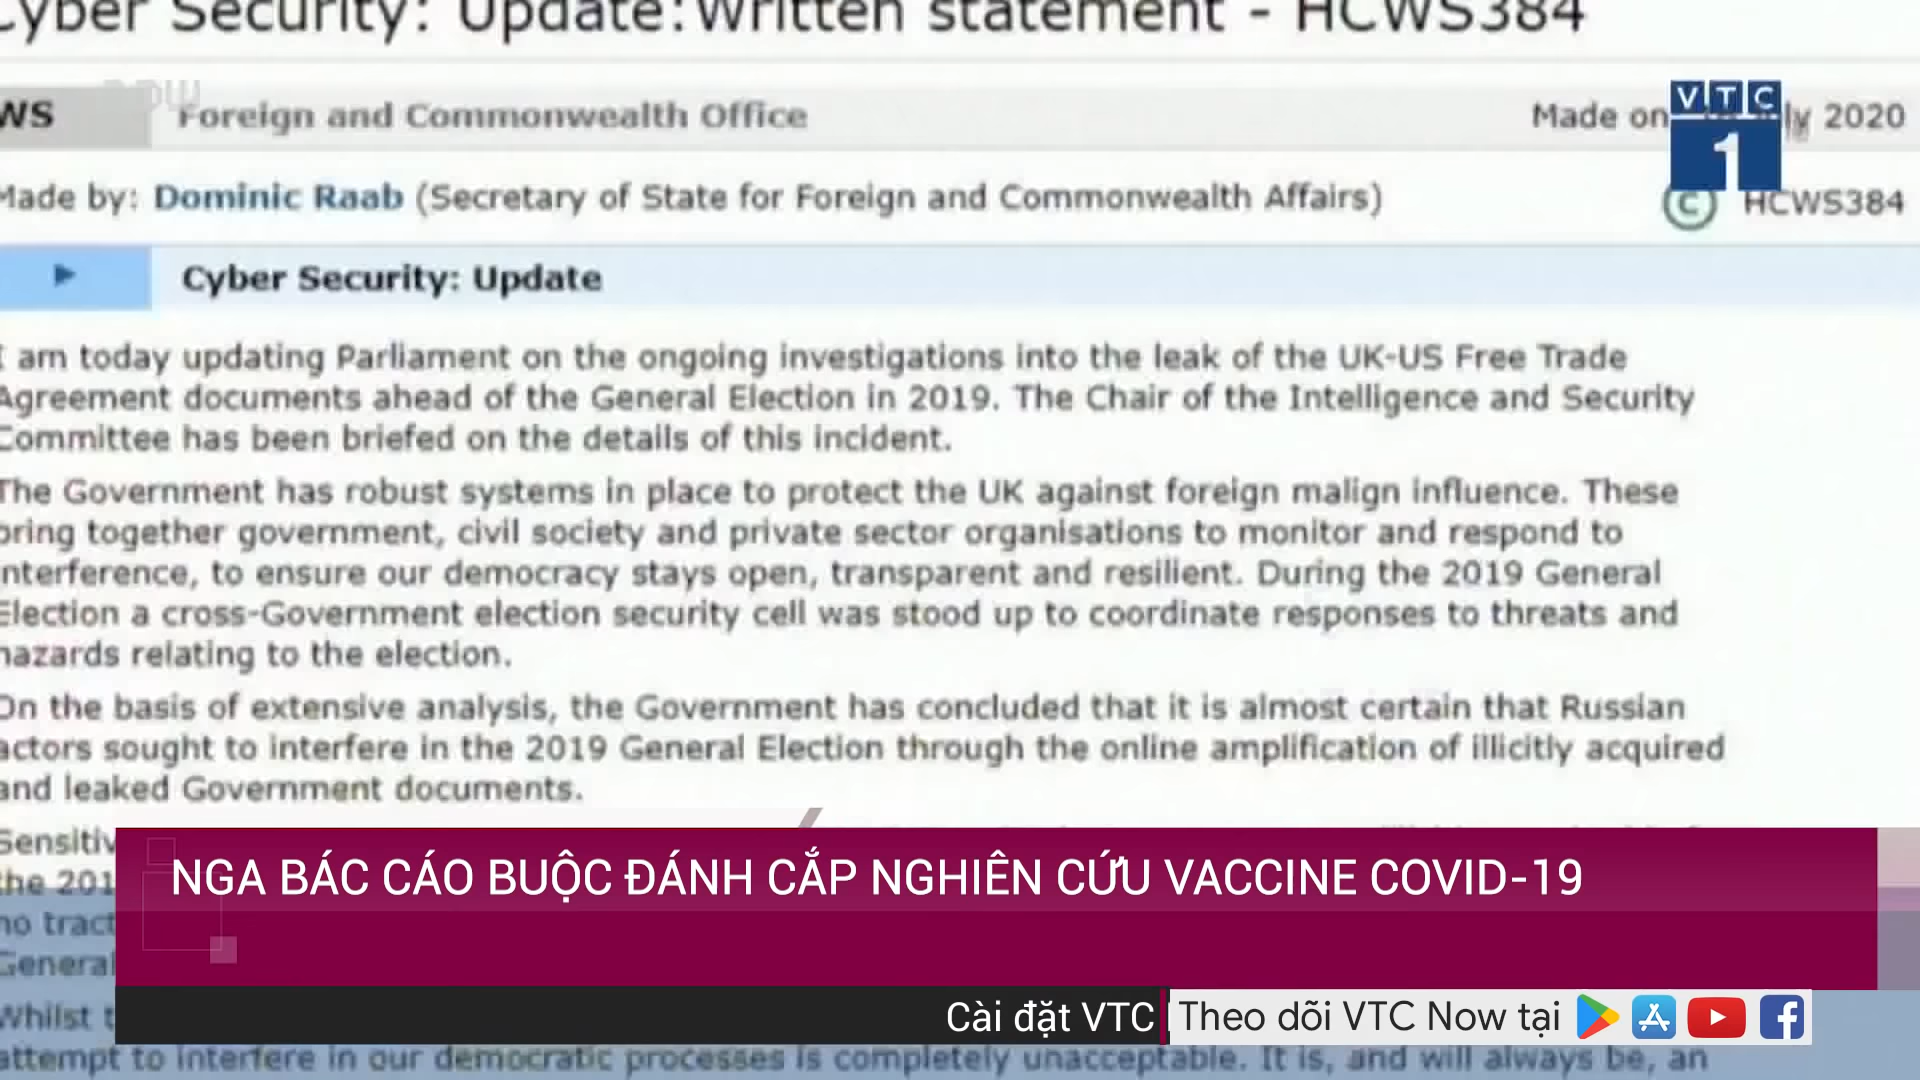 Cyber Security: Update:Written statement - HCWS384
WS
Foreign and Commonwealth Office
Made on July 2020
VTC
1
Made by: Dominic Raab (Secretary of State for Foreign and Commonwealth Affairs)
C HCWS384
Cyber Security: Update
I am today updating Parliament on the ongoing investigations into the leak of the UK-US Free Trade
Agreement documents ahead of the General Election in 2019. The Chair of the Intelligence and Security
Committee has been briefed on the details of this incident.
The Government has robust systems in place to protect the UK against foreign malign influence. These
bring together government, civil society and private sector organisations to monitor and respond to
interference, to ensure our democracy stays open, transparent and resilient. During the 2019 General
Election a cross-Government election security cell was stood up to coordinate responses to threats and
hazards relating to the election.
On the basis of extensive analysis, the Government has concluded that it is almost certain that Russian
actors sought to interfere in the 2019 General Election through the online amplification of illicitly acquired
and leaked Government documents.
Sensitiv
the 201
no tract
General
NGA BÁC CÁO BUỘC ĐÁNH CẮP NGHIÊN CỨU VACCINE COVID-19
Whilst t
Cài đặt VTC
Theo dõi VTC Now tại
attempt to interfere in our democratic processes is completely unacceptable. It is, and will always be, an